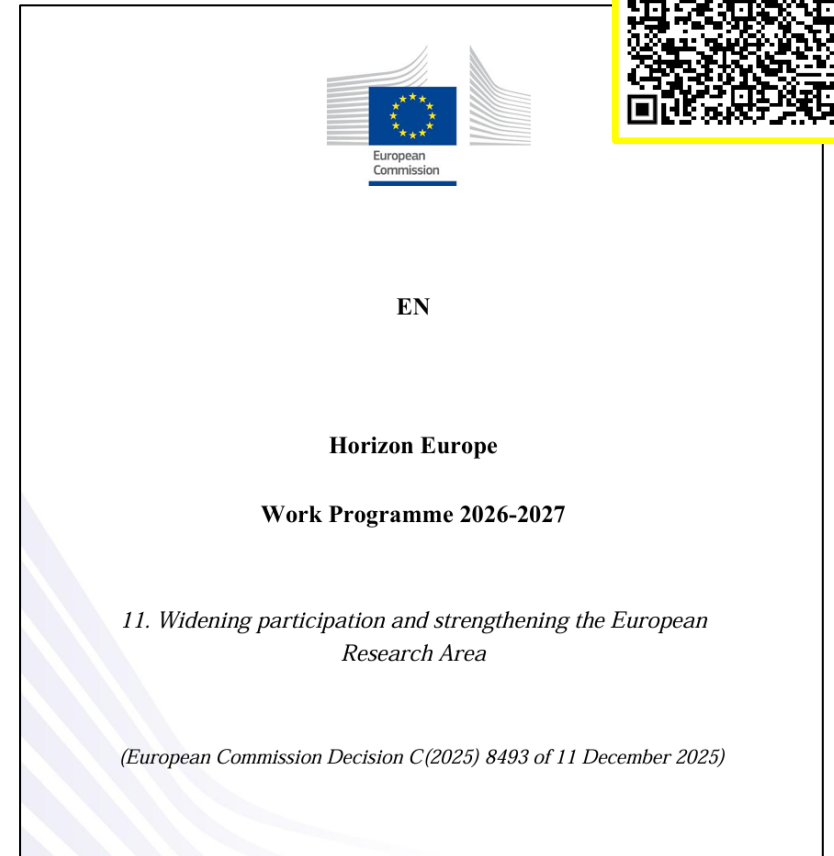 European
Commission
EN
Horizon Europe
Work Programme 2026-2027
11. Widening participation and strengthening the European
Research Area
(European Commission Decision C(2025) 8493 of 11 December 2025)